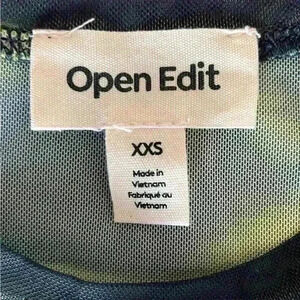 Open Edit
XXS
Made in
Vietnam
Fabriqué au
Vietnam